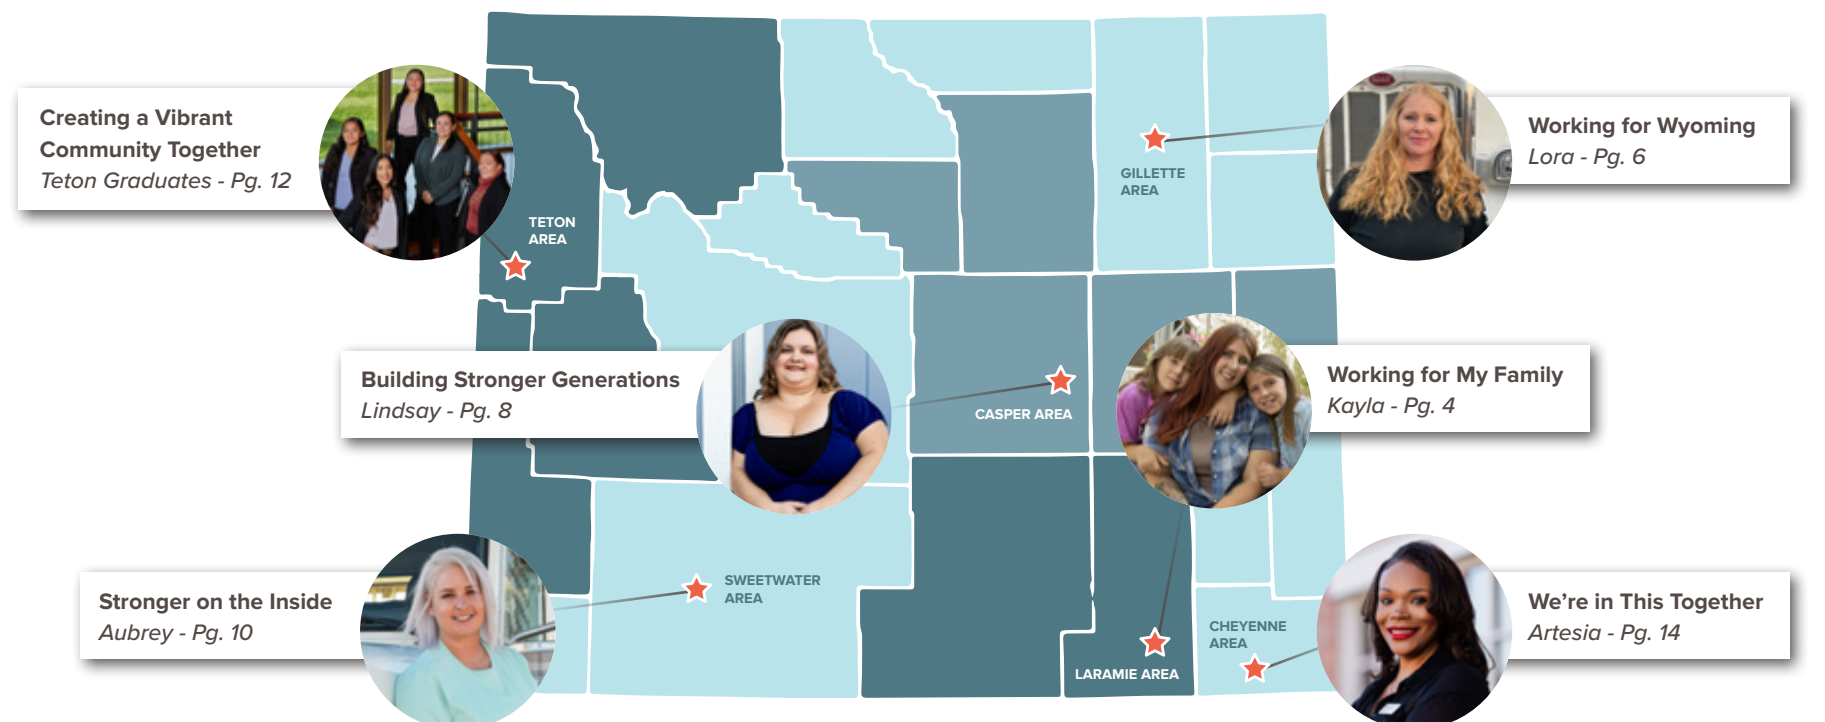 Creating a Vibrant
Community Together
Teton Graduates - Pg. 12
Working for Wyoming
Lora - Pg. 6
GILLETTE
AREA
TETON
AREA
Building Stronger Generations
Lindsay - Pg. 8
CASPER AREA
Working for My Family
Kayla - Pg. 4
Stronger on the Inside
Aubrey - Pg. 10
SWEETWATER
AREA
LARAMIE AREA
CHEYENNE
AREA
We’re in This Together
Artesia - Pg. 14